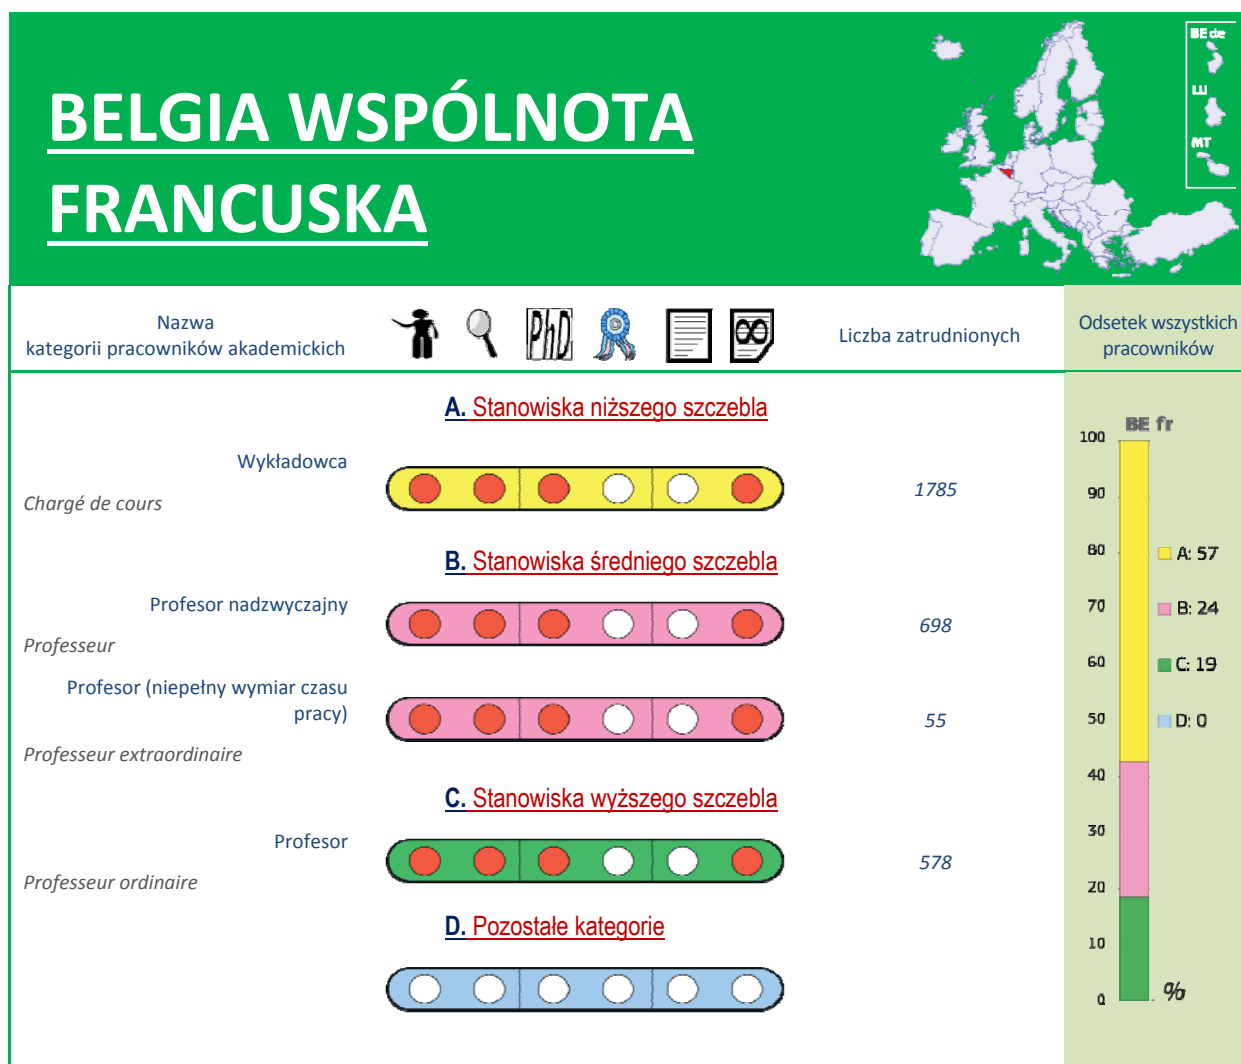 BELGIA WSPÓLNOTA
FRANCUSKA
BE de
LU
MT
Nazwa
kategorii pracowników akademickich
PhD
Liczba zatrudnionych
Odsetek wszystkich
pracowników
A. Stanowiska niższego szczebla
Wykładowca
Chargé de cours
1785
B. Stanowiska średniego szczebla
Profesor nadzwyczajny
Professeur
698
Profesor (niepełny wymiar czasu
pracy)
Professeur extraordinaire
55
C. Stanowiska wyższego szczebla
Profesor
Professeur ordinaire
578
D. Pozostałe kategorie
BE fr
100
90
80
70
60
50
40
30
20
10
0
A: 57
B: 24
C: 19
D: 0
%